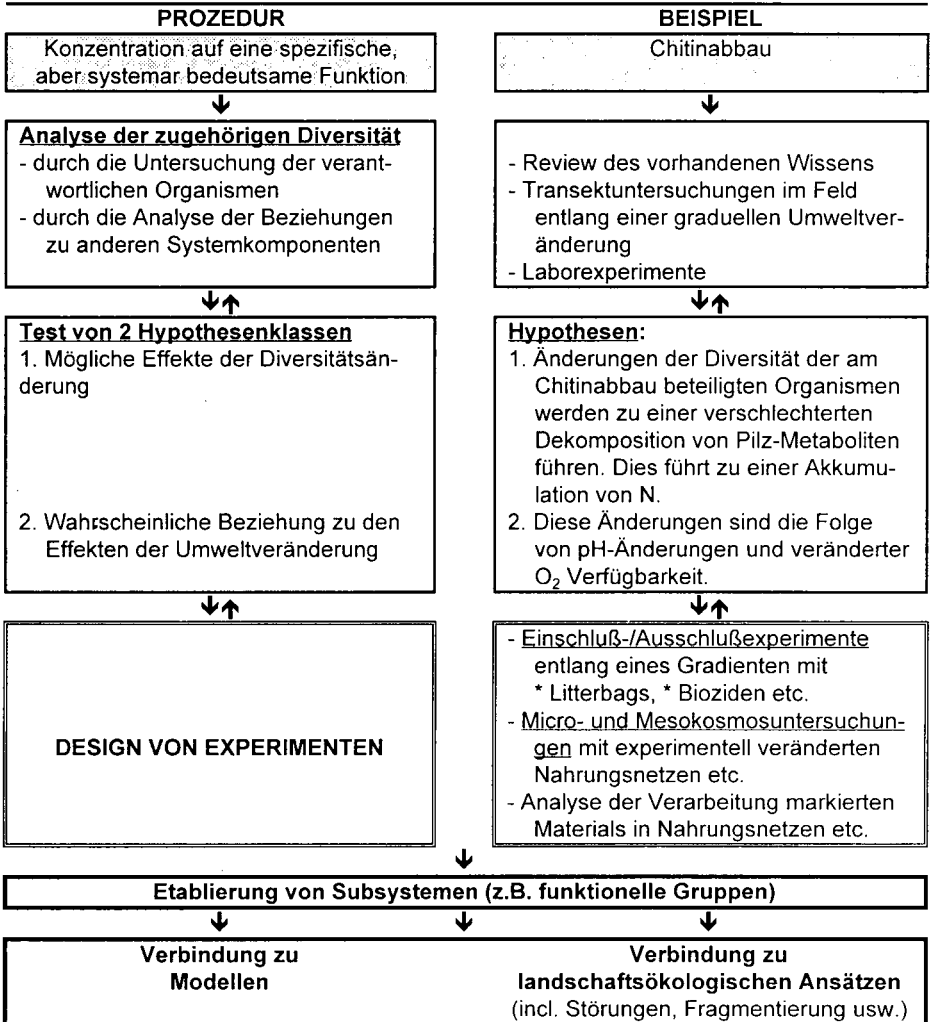 PROZEDUR
Konzentration auf eine spezifische,
aber systemar bedeutsame Funktion
Analyse der zugehörigen Diversität
- durch die Untersuchung der verant-
wortlichen Organismen
- durch die Analyse der Beziehungen
zu anderen Systemkomponenten
Test von 2 Hypothesenklassen
1. Mögliche Effekte der Diversitätsän-
derung
2. Wahrscheinliche Beziehung zu den
Effekten der Umweltveränderung
DESIGN VON EXPERIMENTEN
BEISPIEL
Chitinabbau
- Review des vorhandenen Wissens
- Transektuntersuchungen im Feld
entlang einer graduellen Umweltver-
änderung
- Laborexperimente
Hypothesen:
1. Änderungen der Diversität der am
Chitinabbau beteiligten Organismen
werden zu einer verschlechterten
Dekomposition von Pilz-Metaboliten
führen. Dies führt zu einer Akkumu-
lation von N.
2. Diese Änderungen sind die Folge
von pH-Änderungen und veränderter
O₂ Verfügbarkeit.
- Einschluß-/Ausschlußexperimente
entlang eines Gradienten mit
* Litterbags, * Bioziden etc.
- Micro- und Mesokosmosuntersuchun-
gen mit experimentell veränderten
Nahrungsnetzen etc.
- Analyse der Verarbeitung markierten
Materials in Nahrungsnetzen etc.
Etablierung von Subsystemen (z.B. funktionelle Gruppen)
Verbindung zu
Modellen
Verbindung zu
landschaftsökologischen Ansätzen
(incl. Störungen, Fragmentierung usw.)